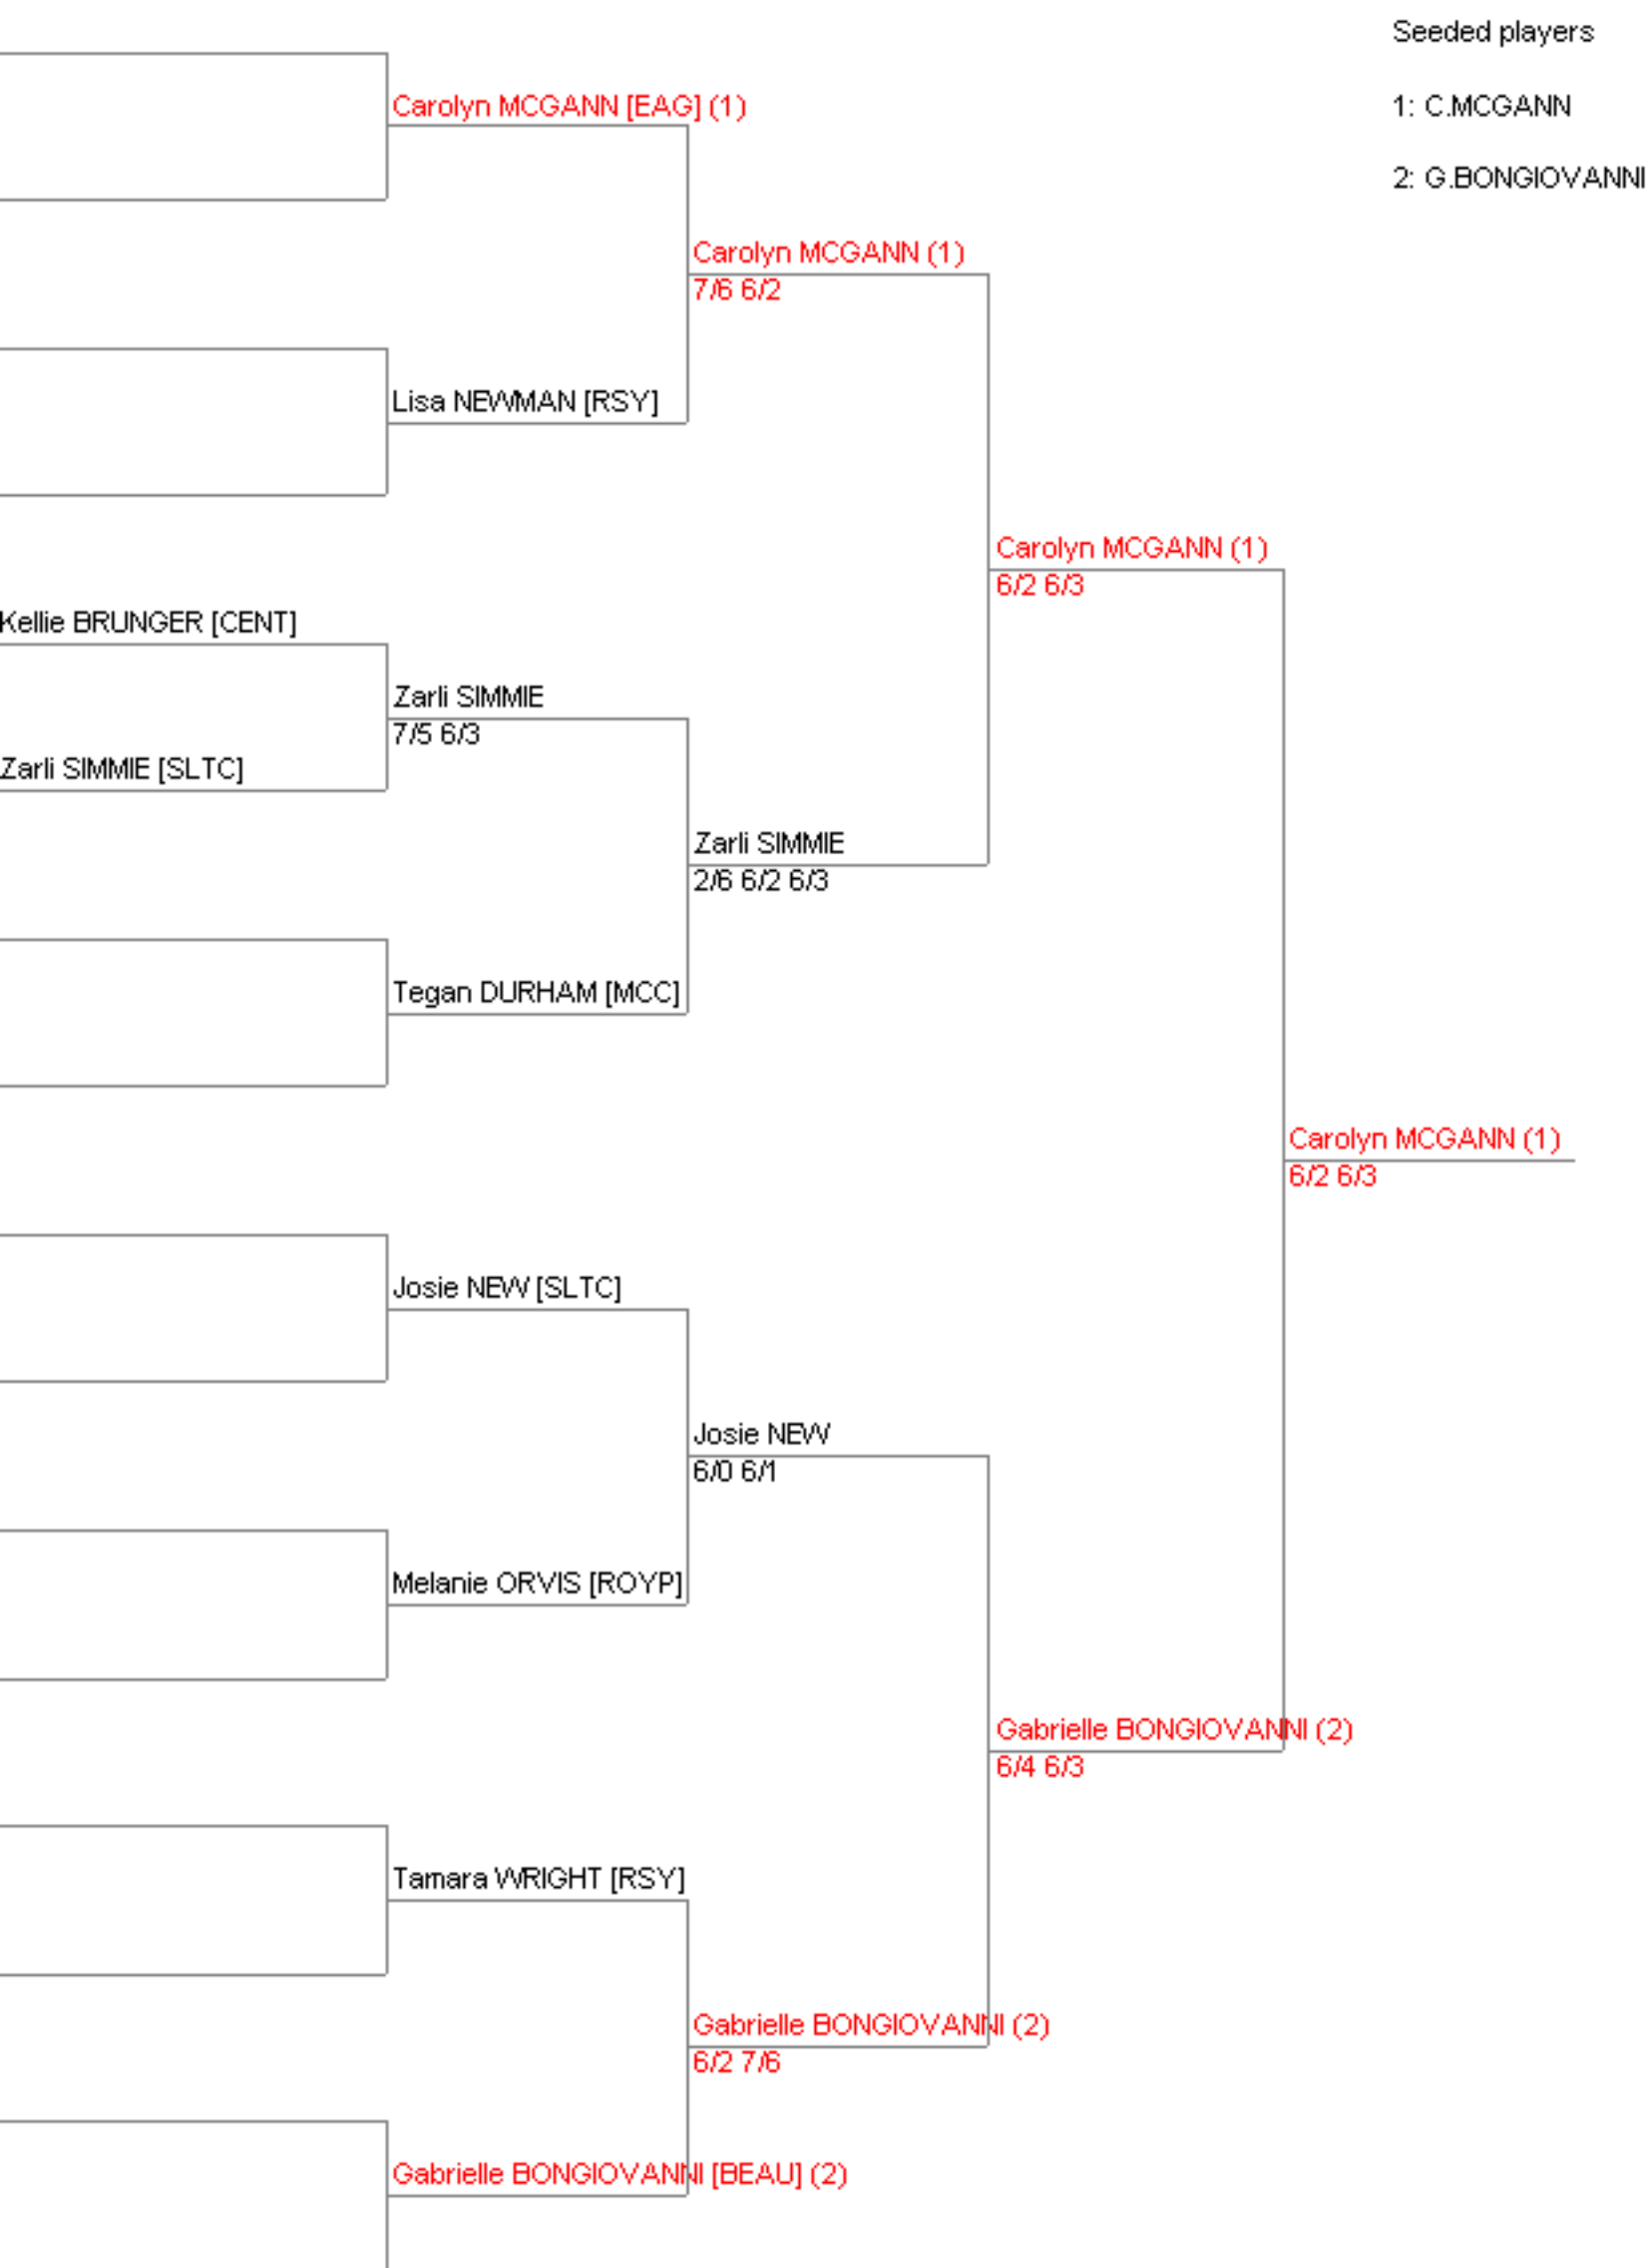 Seeded players
Carolyn MCGANN [EAG] (1)
1: C.MCGANN
2: G.BONGIOVANNI
Carolyn MCGANN (1)
7/6 6/2
Lisa NEWMAN [RSY]
Carolyn MCGANN (1)
6/2 6/3
Kellie BRUNGER [CENT]
Zarli SIMMIE
7/5 6/3
Zarli SIMMIE [SLTC]
Zarli SIMMIE
2/6 6/2 6/3
Tegan DURHAM [MCC]
Carolyn MCGANN (1)
6/2 6/3
Josie NEW [SLTC]
Josie NEW
6/0 6/1
Melanie ORVIS [ROYP]
Gabrielle BONGIOVANNI (2)
6/4 6/3
Tamara WRIGHT [RSY]
Gabrielle BONGIOVANNI (2)
6/2 7/6
Gabrielle BONGIOVANNI [BEAU] (2)